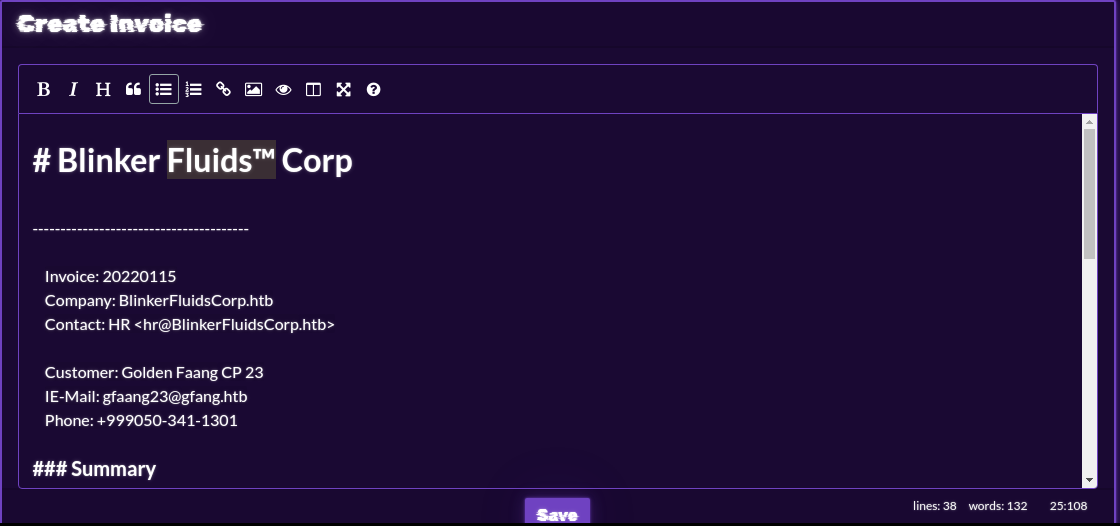 Create Invoice
B I H
# Blinker Fluids™ Corp
---------------------------------------
Invoice: 20220115
Company: BlinkerFluidsCorp.htb
Contact: HR <hr@BlinkerFluidsCorp.htb>
Customer: Golden Faang CP 23
IE-Mail: gfaang23@gfang.htb
Phone: +999050-341-1301
### Summary
Save
lines: 38 words: 132 25:108